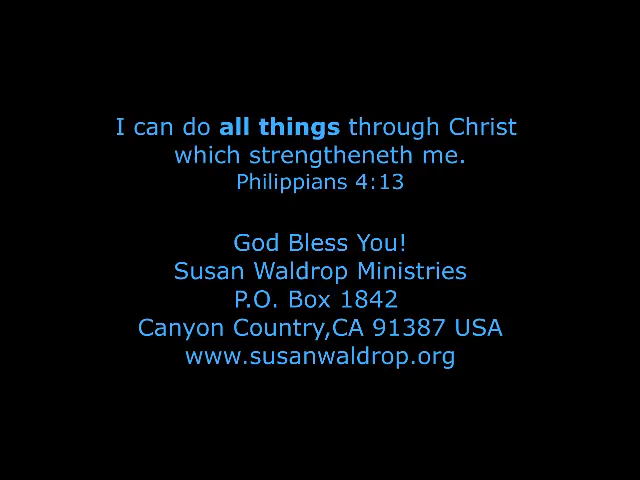 I can do all things through Christ
which strengtheneth me.
Philippians 4:13
God Bless You!
Susan Waldrop Ministries
P.O. Box 1842
Canyon Country,CA 91387 USA
www.susanwaldrop.org